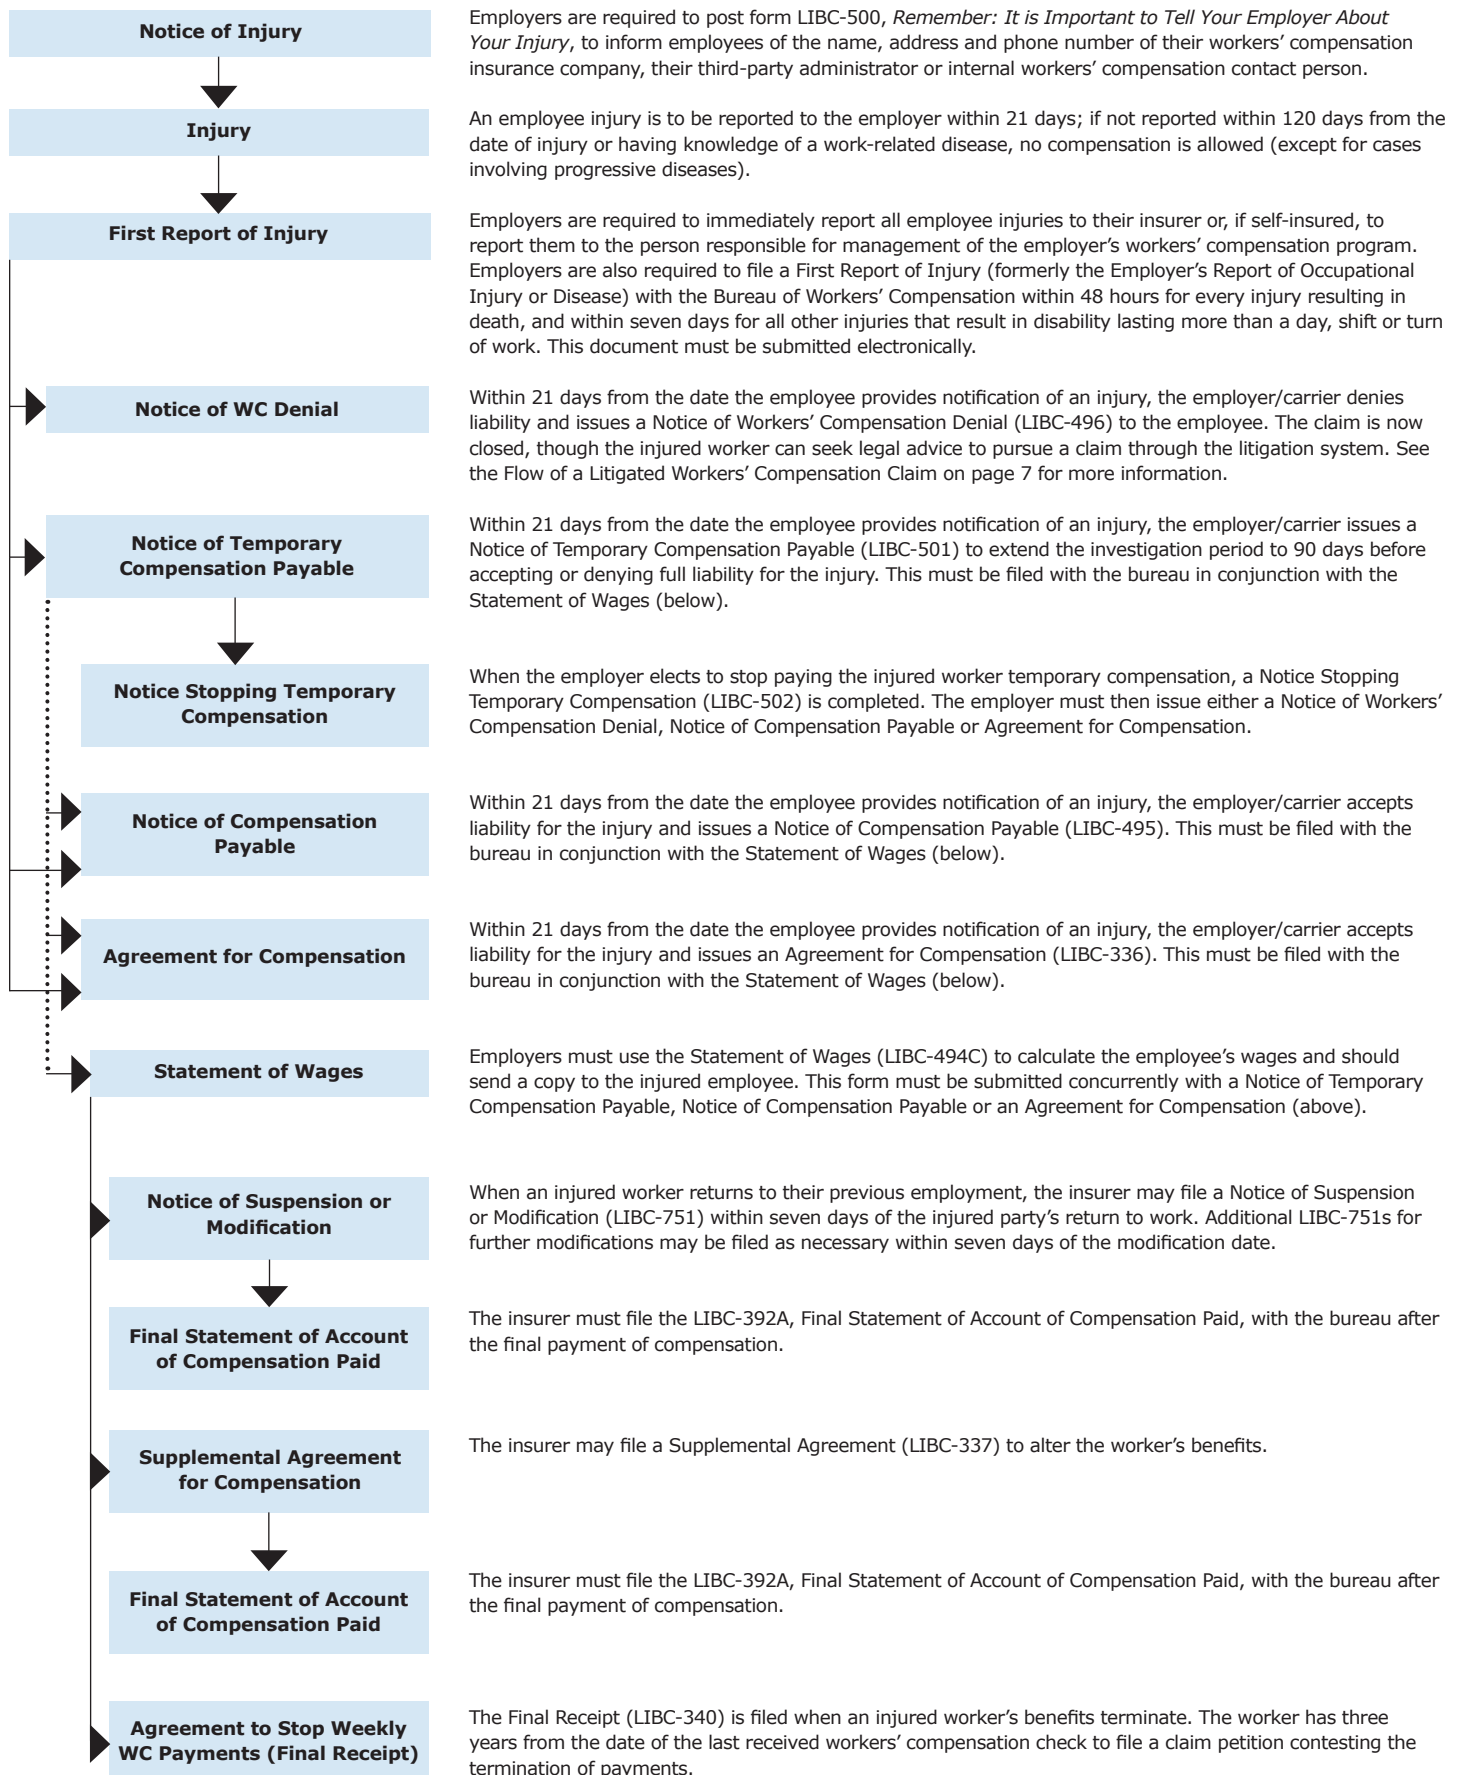 Notice of Injury
Employers are required to post form LIBC-500, Remember: It is Important to Tell Your Employer About
Your Injury, to inform employees of the name, address and phone number of their workers’ compensation
insurance company, their third-party administrator or internal workers’ compensation contact person.
Injury
An employee injury is to be reported to the employer within 21 days; if not reported within 120 days from the
date of injury or having knowledge of a work-related disease, no compensation is allowed (except for cases
involving progressive diseases).
First Report of Injury
Employers are required to immediately report all employee injuries to their insurer or, if self-insured, to
report them to the person responsible for management of the employer’s workers’ compensation program.
Employers are also required to file a First Report of Injury (formerly the Employer’s Report of Occupational
Injury or Disease) with the Bureau of Workers’ Compensation within 48 hours for every injury resulting in
death, and within seven days for all other injuries that result in disability lasting more than a day, shift or turn
of work. This document must be submitted electronically.
Notice of WC Denial
Within 21 days from the date the employee provides notification of an injury, the employer/carrier denies
liability and issues a Notice of Workers’ Compensation Denial (LIBC-496) to the employee. The claim is now
closed, though the injured worker can seek legal advice to pursue a claim through the litigation system. See
the Flow of a Litigated Workers’ Compensation Claim on page 7 for more information.
Notice of Temporary
Compensation Payable
Within 21 days from the date the employee provides notification of an injury, the employer/carrier issues a
Notice of Temporary Compensation Payable (LIBC-501) to extend the investigation period to 90 days before
accepting or denying full liability for the injury. This must be filed with the bureau in conjunction with the
Statement of Wages (below).
Notice Stopping Temporary
Compensation
When the employer elects to stop paying the injured worker temporary compensation, a Notice Stopping
Temporary Compensation (LIBC-502) is completed. The employer must then issue either a Notice of Workers’
Compensation Denial, Notice of Compensation Payable or Agreement for Compensation.
Notice of Compensation
Payable
Within 21 days from the date the employee provides notification of an injury, the employer/carrier accepts
liability for the injury and issues a Notice of Compensation Payable (LIBC-495). This must be filed with the
bureau in conjunction with the Statement of Wages (below).
Agreement for Compensation
Within 21 days from the date the employee provides notification of an injury, the employer/carrier accepts
liability for the injury and issues an Agreement for Compensation (LIBC-336). This must be filed with the
bureau in conjunction with the Statement of Wages (below).
Statement of Wages
Employers must use the Statement of Wages (LIBC-494C) to calculate the employee’s wages and should
send a copy to the injured employee. This form must be submitted concurrently with a Notice of Temporary
Compensation Payable, Notice of Compensation Payable or an Agreement for Compensation (above).
Notice of Suspension or
Modification
When an injured worker returns to their previous employment, the insurer may file a Notice of Suspension
or Modification (LIBC-751) within seven days of the injured party’s return to work. Additional LIBC-751s for
further modifications may be filed as necessary within seven days of the modification date.
Final Statement of Account
of Compensation Paid
The insurer must file the LIBC-392A, Final Statement of Account of Compensation Paid, with the bureau after
the final payment of compensation.
Supplemental Agreement
for Compensation
The insurer may file a Supplemental Agreement (LIBC-337) to alter the worker’s benefits.
Final Statement of Account
of Compensation Paid
The insurer must file the LIBC-392A, Final Statement of Account of Compensation Paid, with the bureau after
the final payment of compensation.
Agreement to Stop Weekly
WC Payments (Final Receipt)
The Final Receipt (LIBC-340) is filed when an injured worker’s benefits terminate. The worker has three
years from the date of the last received workers’ compensation check to file a claim petition contesting the
termination of payments.